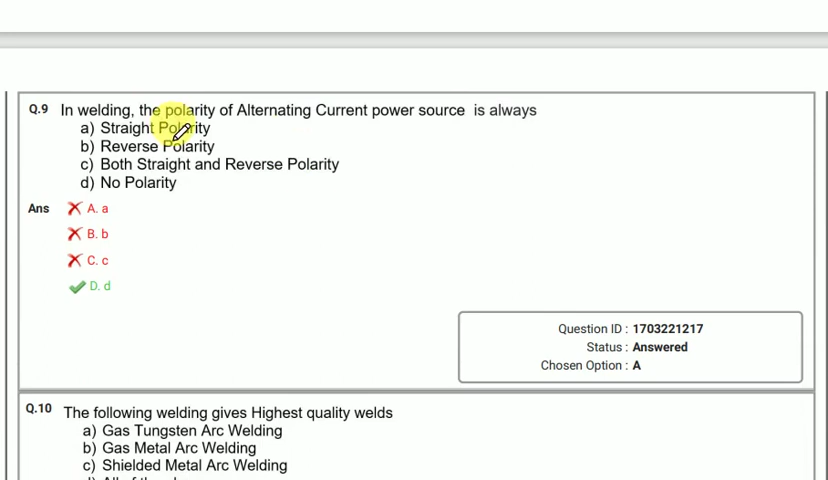 Q.9 In welding, the polarity of Alternating Current power source is always
a) Straight Polarity
b) Reverse Polarity
c) Both Straight and Reverse Polarity
d) No Polarity
Ans A. a
B. b
C. c
D. d
Question ID : 1703221217
Status : Answered
Chosen Option : A
Q.10 The following welding gives Highest quality welds
a) Gas Tungsten Arc Welding
b) Gas Metal Arc Welding
c) Shielded Metal Arc Welding